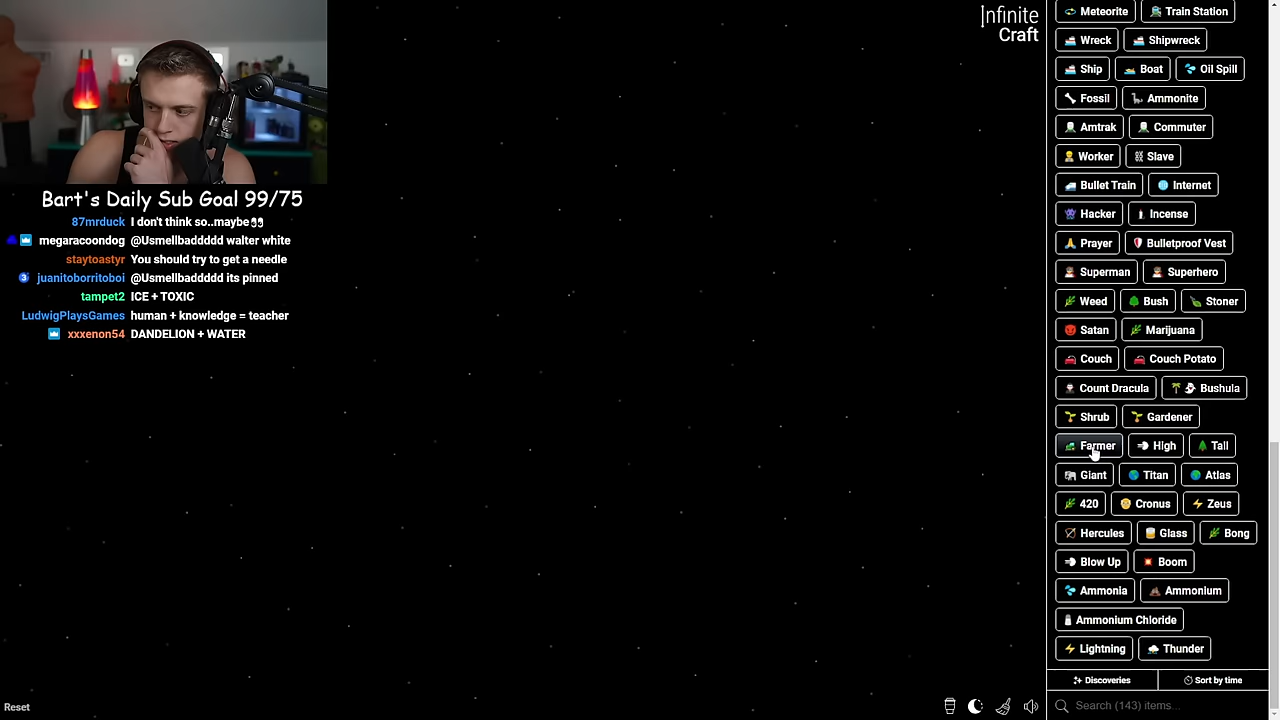 Infinite
Craft
Bart's Daily Sub Goal 99/75
87mrduck I don't think so..maybe👀
megaracoondog @Usmellbaddddd walter white
staytoastyr You should try to get a needle
3 juanitoborritoboi @Usmellbaddddd its pinned
tampet2 ICE + TOXIC
LudwigPlaysGames human + knowledge = teacher
xxxenon54 DANDELION + WATER
Meteorite Train Station
Wreck Shipwreck
Ship Boat Oil Spill
Fossil Ammonite
Amtrak Commuter
Worker Slave
Bullet Train Internet
Hacker Incense
Prayer Bulletproof Vest
Superman Superhero
Weed Bush Stoner
Satan Marijuana
Couch Couch Potato
Count Dracula Bushula
Shrub Gardener
Farmer High Tall
Giant Titan Atlas
420 Cronus Zeus
Hercules Glass Bong
Blow Up Boom
Ammonia Ammonium
Ammonium Chloride
Lightning Thunder
Discoveries Sort by time
Search (143) items...
Reset